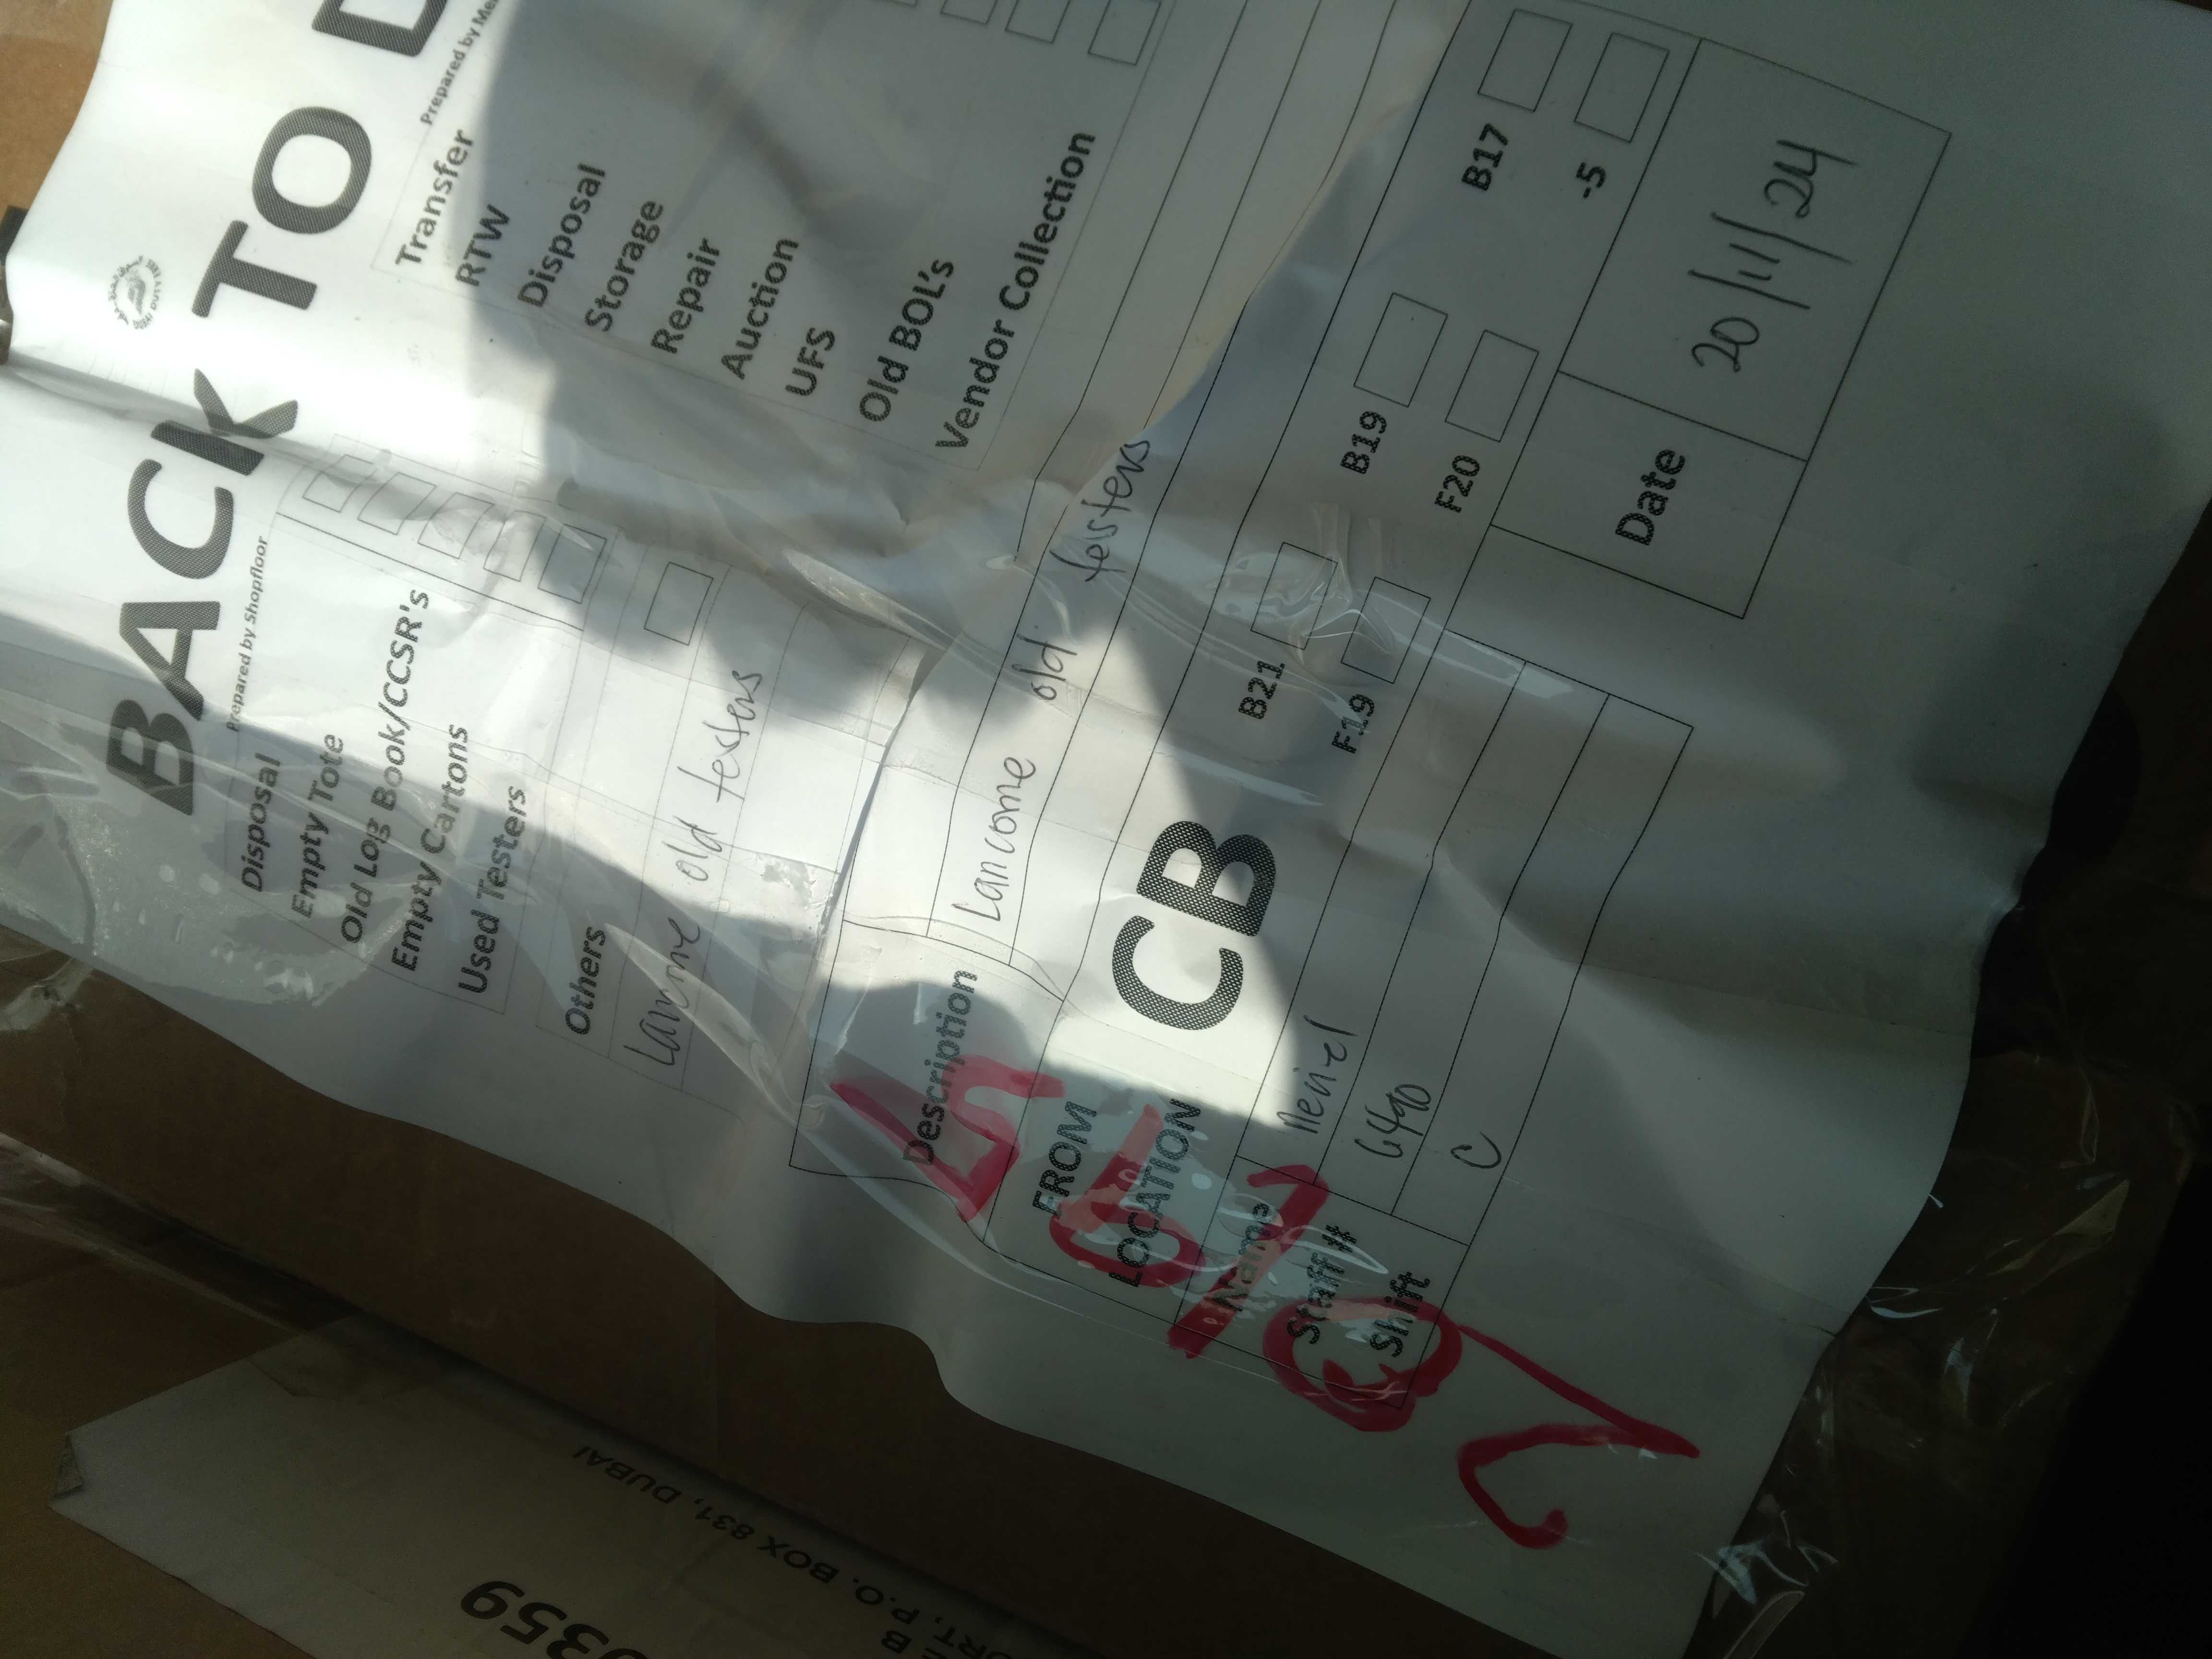 BACK TO
Prepared by Shopfloor
Disposal
Empty Tote
Old Log Book/CCSR's
Empty Cartons
Used Testers
Others
Lancome old testers
Prepared by
Transfer
RTW
Disposal
Storage
Repair
Auction
UFS
Old BOL's
Vendor Collection
Description
Lancome old testers
FROM LOCATION
CB
B21 B19 B17
F19 F20 -5
Name
Staff #
Shift C
Date 20/11/24
P.O. BOX 831, DUBAI